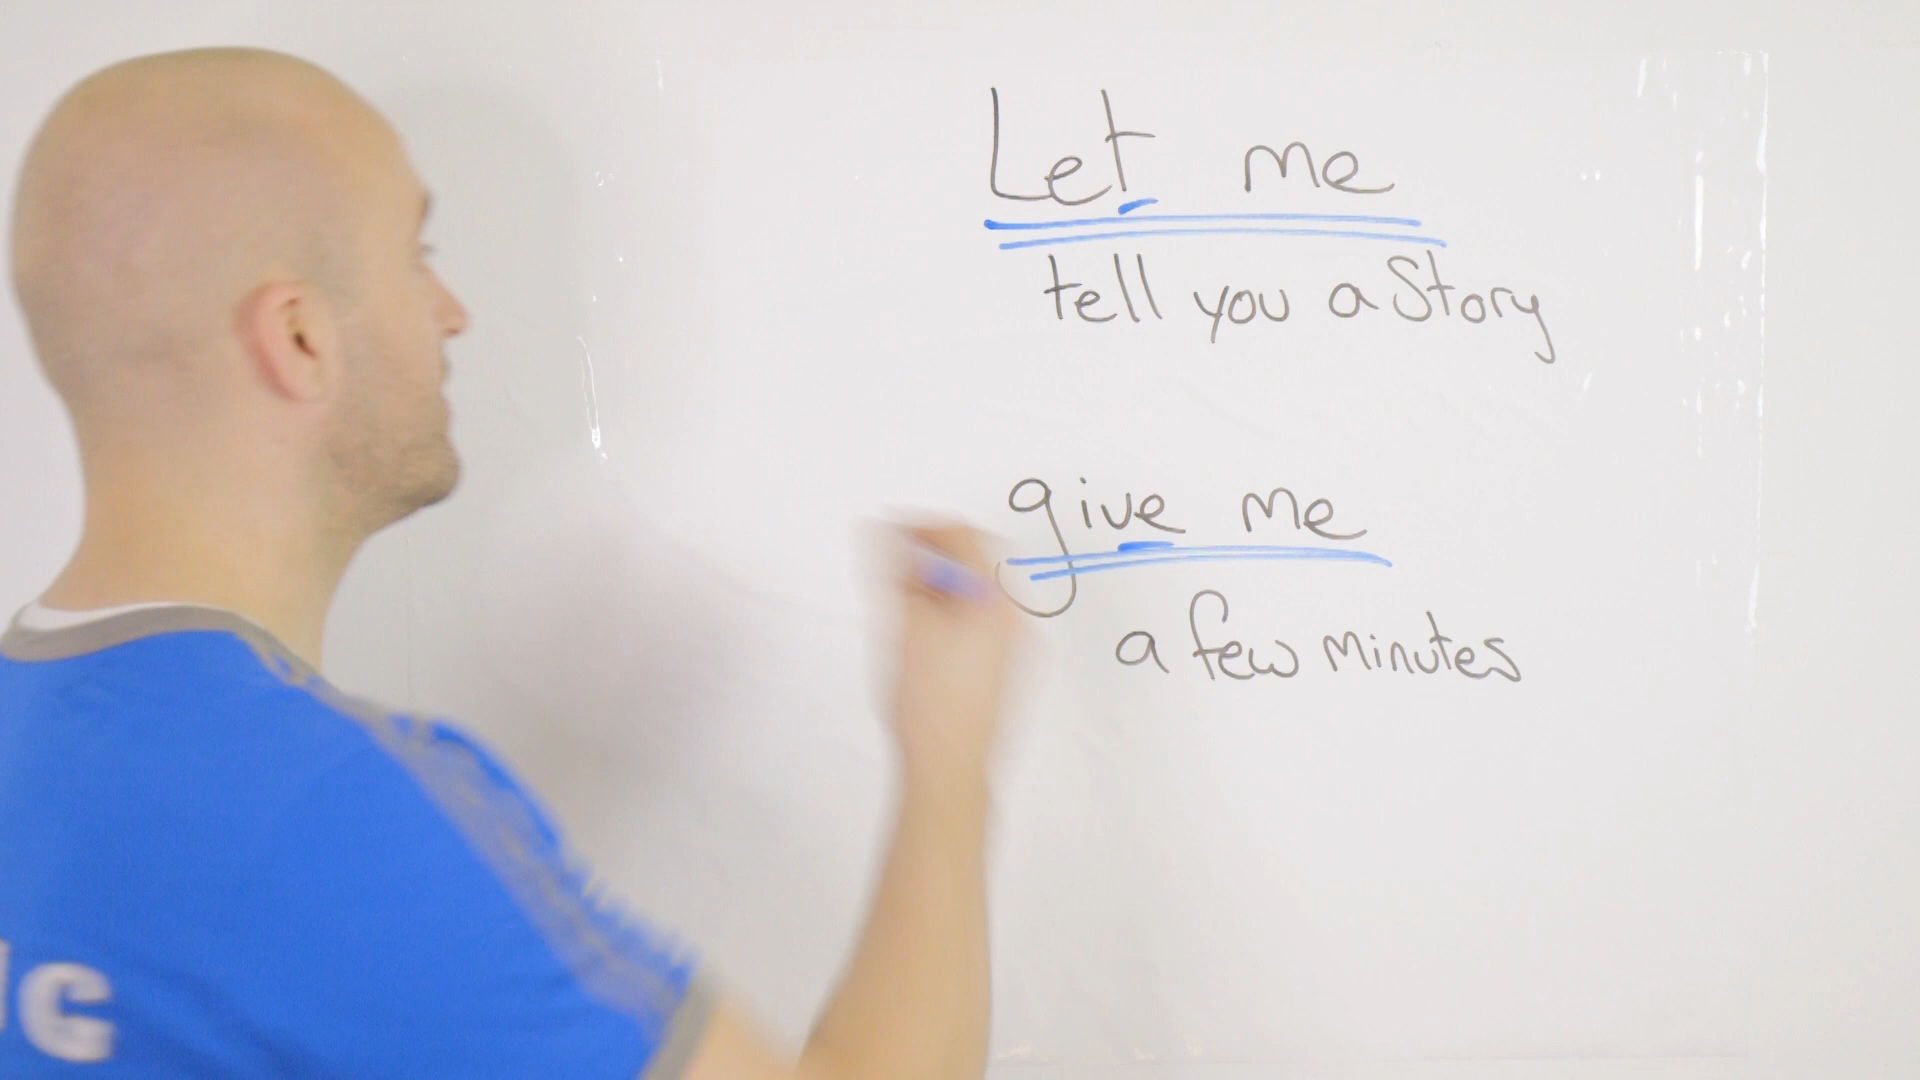 Let me
tell you a Story
give me
a few minutes